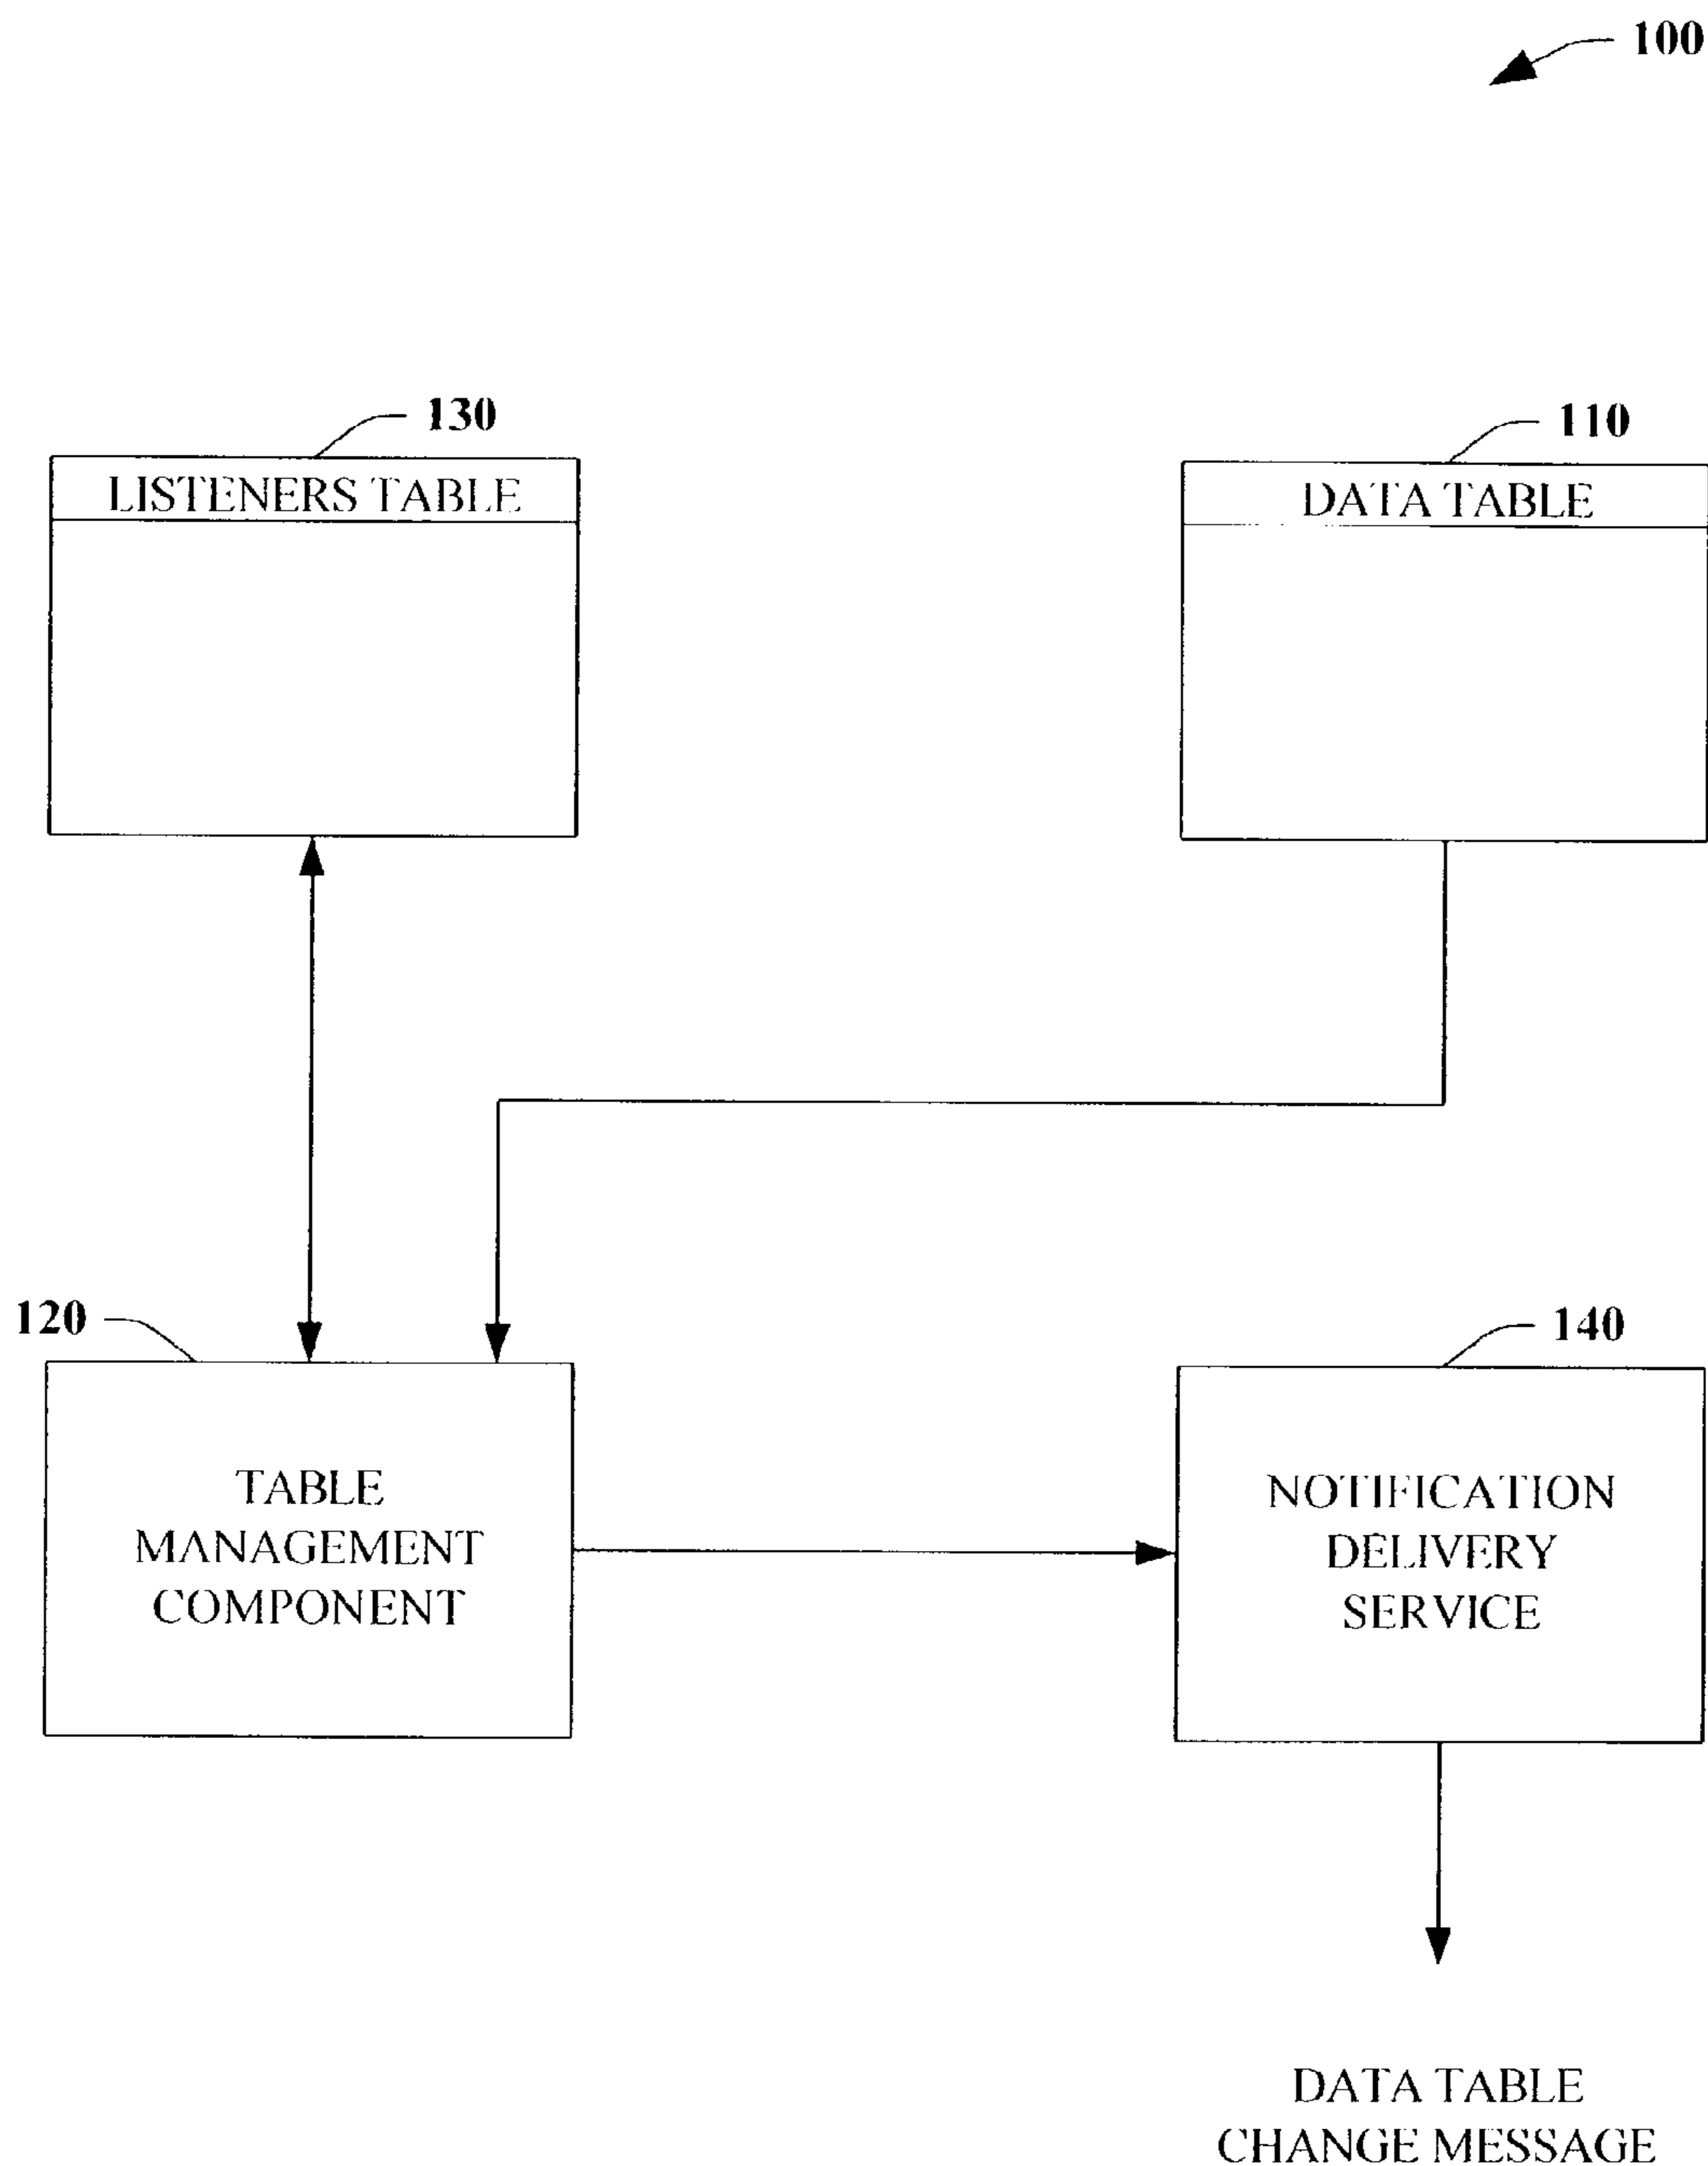 100
130
110
LISTENERS TABLE
DATA TABLE
120
140
TABLE
MANAGEMENT
COMPONENT
NOTIFICATION
DELIVERY
SERVICE
DATA TABLE
CHANGE MESSAGE